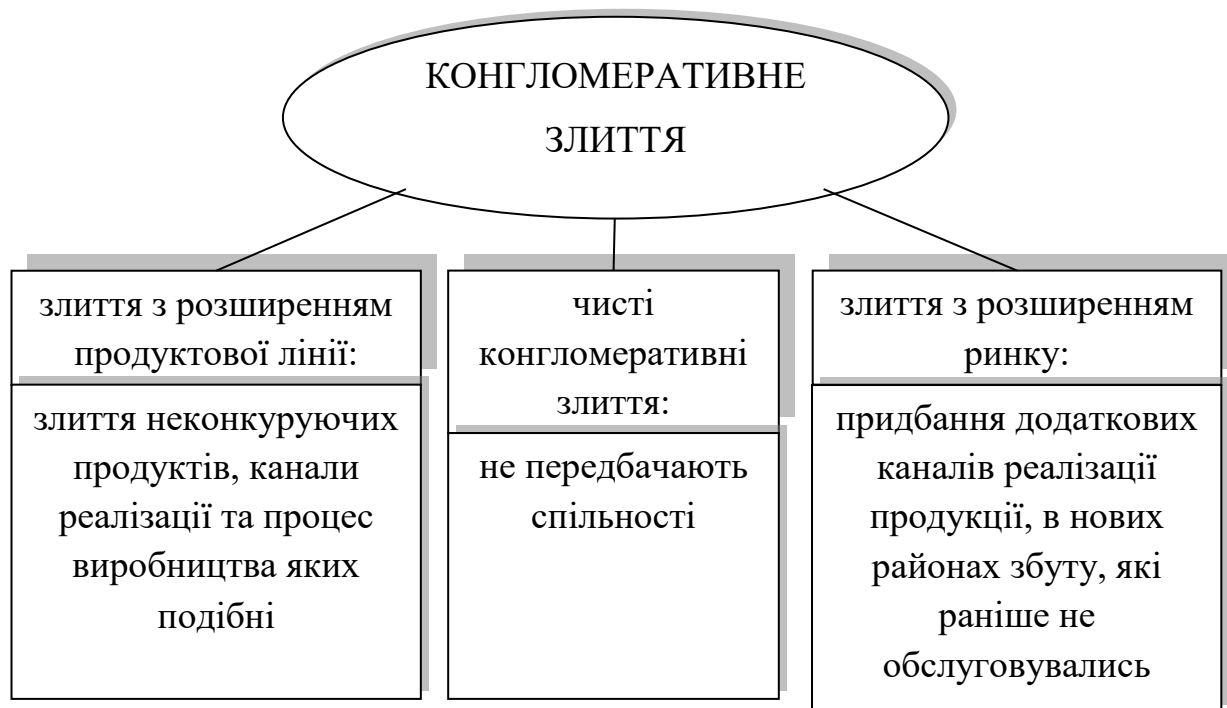 КОНГЛОМЕРАТИВНЕ
ЗЛИТТЯ
злиття з розширенням
продуктової лінії:
злиття неконкуруючих
продуктів, канали
реалізації та процес
виробництва яких
подібні
чисті
конгломеративні
злиття:
не передбачають
спільності
злиття з розширенням
ринку:
придбання додаткових
каналів реалізації
продукції, в нових
районах збуту, які
раніше не
обслуговувались